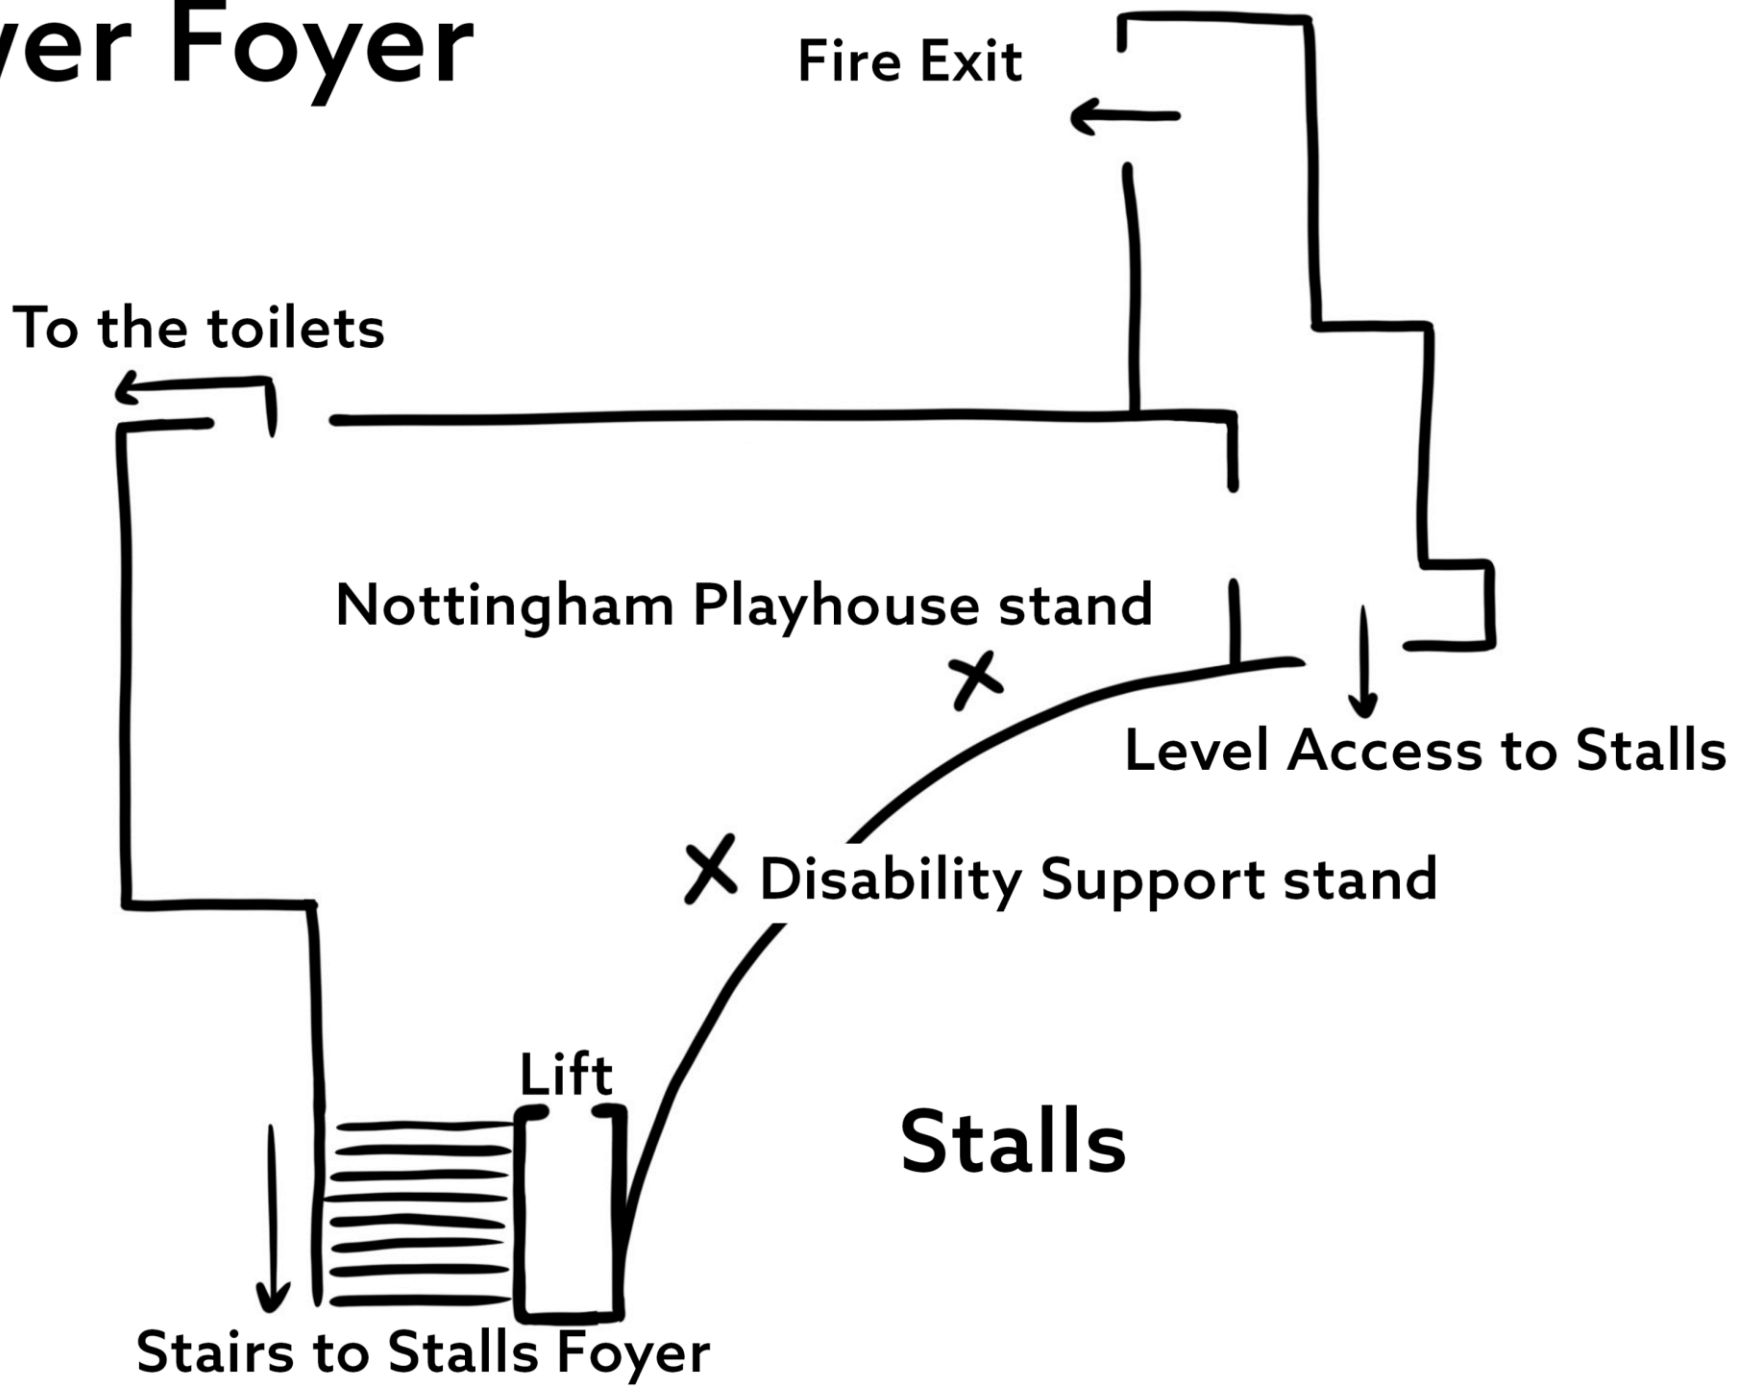 Foyer
Fire Exit
To the toilets
Nottingham Playhouse stand
Level Access to Stalls
Disability Support stand
Lift
Stalls
Stairs to Stalls Foyer